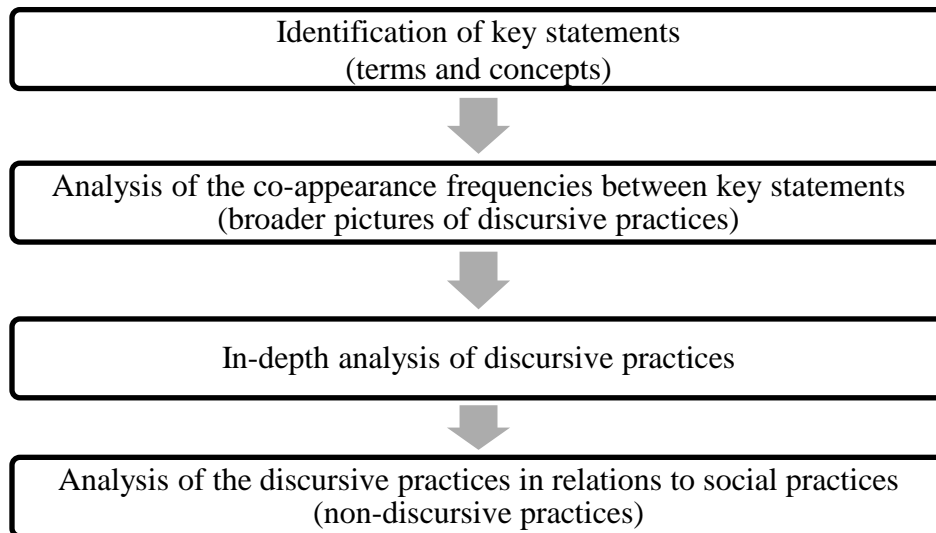 Identification of key statements
(terms and concepts)
Analysis of the co-appearance frequencies between key statements
(broader pictures of discursive practices)
In-depth analysis of discursive practices
Analysis of the discursive practices in relations to social practices
(non-discursive practices)